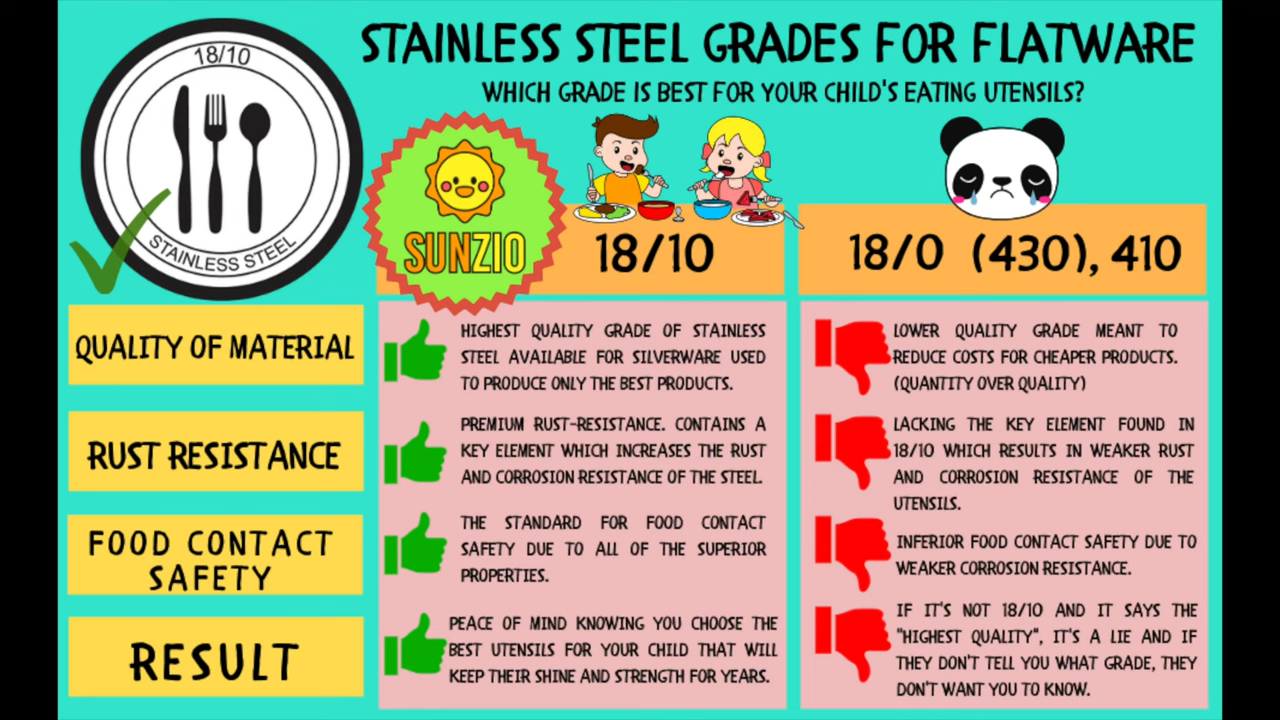 18/10
STAINLESS STEEL
STAINLESS STEEL GRADES FOR FLATWARE
WHICH GRADE IS BEST FOR YOUR CHILD'S EATING UTENSILS?
SUNZIO
18/10
18/0 (430), 410
QUALITY OF MATERIAL
HIGHEST QUALITY GRADE OF STAINLESS
STEEL AVAILABLE FOR SILVERWARE USED
TO PRODUCE ONLY THE BEST PRODUCTS.
LOWER QUALITY GRADE MEANT TO
REDUCE COSTS FOR CHEAPER PRODUCTS.
(QUANTITY OVER QUALITY)
RUST RESISTANCE
PREMIUM RUST-RESISTANCE. CONTAINS A
KEY ELEMENT WHICH INCREASES THE RUST
AND CORROSION RESISTANCE OF THE STEEL.
LACKING THE KEY ELEMENT FOUND IN
18/10 WHICH RESULTS IN WEAKER RUST
AND CORROSION RESISTANCE OF THE
UTENSILS.
FOOD CONTACT
SAFETY
THE STANDARD FOR FOOD CONTACT
SAFETY DUE TO ALL OF THE SUPERIOR
PROPERTIES.
INFERIOR FOOD CONTACT SAFETY DUE TO
WEAKER CORROSION RESISTANCE.
RESULT
PEACE OF MIND KNOWING YOU CHOOSE THE
BEST UTENSILS FOR YOUR CHILD THAT WILL
KEEP THEIR SHINE AND STRENGTH FOR YEARS.
IF IT'S NOT 18/10 AND IT SAYS THE
"HIGHEST QUALITY", IT'S A LIE AND IF
THEY DON'T TELL YOU WHAT GRADE, THEY
DON'T WANT YOU TO KNOW.